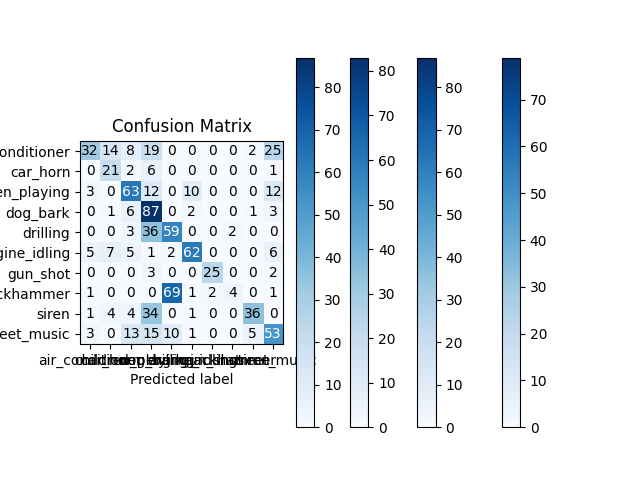 Confusion Matrix
onditioner 32 14 8 19 0 0 0 0 2 25
car_horn 0 21 2 6 0 0 0 0 0 1
en_playing 3 0 63 12 0 10 0 0 0 12
dog_bark 0 1 6 87 0 2 0 0 1 3
drilling 0 0 3 36 59 0 0 2 0 0
gine_idling 5 7 5 1 2 62 0 0 0 6
gun_shot 0 0 0 3 0 0 25 0 0 2
ckhammer 1 0 0 0 69 1 2 4 0 1
siren 1 4 4 34 0 1 0 0 36 0
eet_music 3 0 13 15 10 1 0 0 5 53
Predicted label
80 70 60 50 40 30 20 10 0
80 70 60 50 40 30 20 10 0
80 70 60 50 40 30 20 10 0
70 60 50 40 30 20 10 0